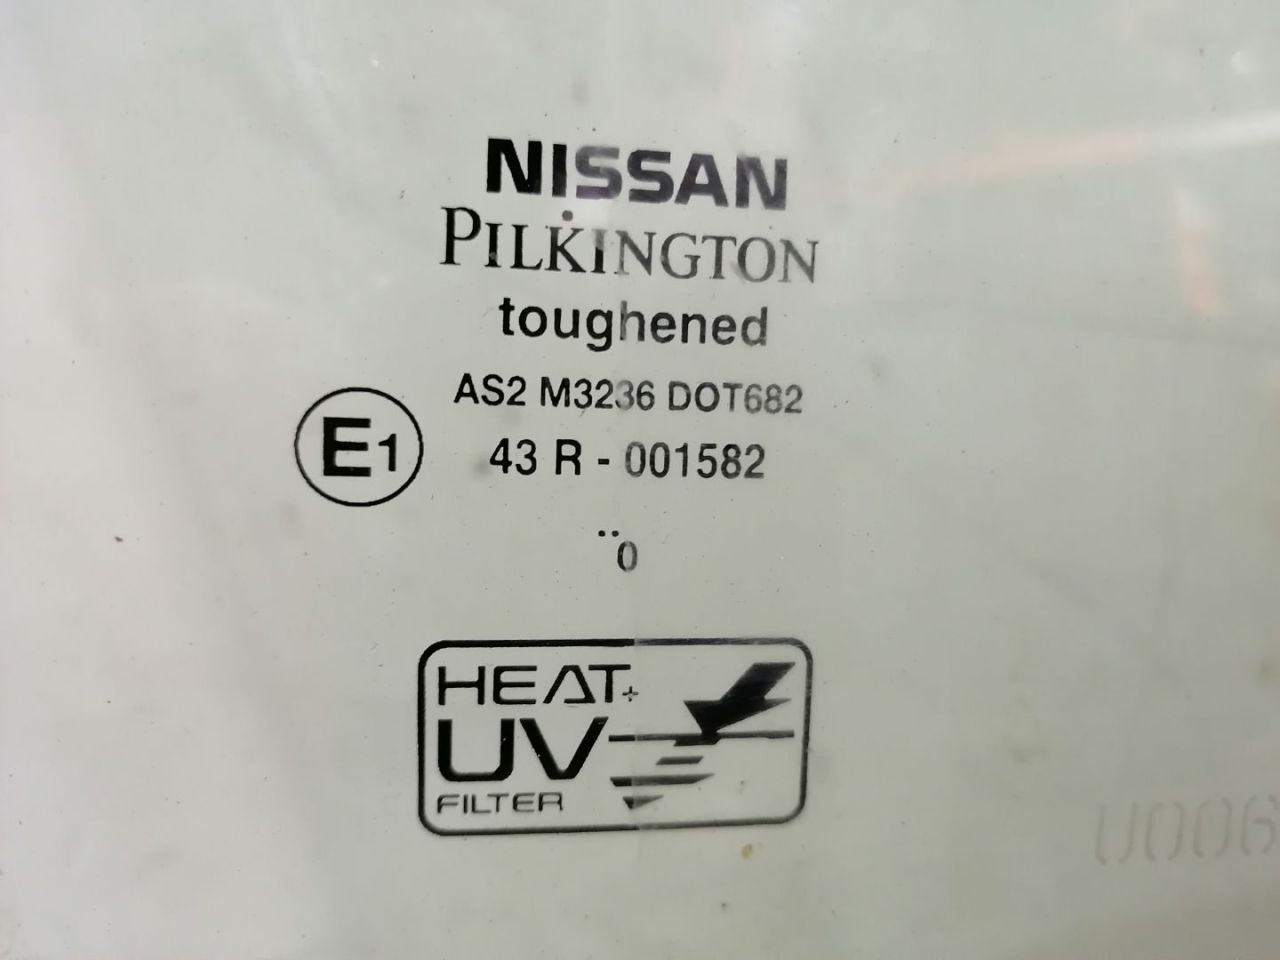 NISSAN
PILKINGTON
toughened
AS2 M3236 DOT682
E1
43 R - 001582
..
0
HEAT+
UV
FILTER